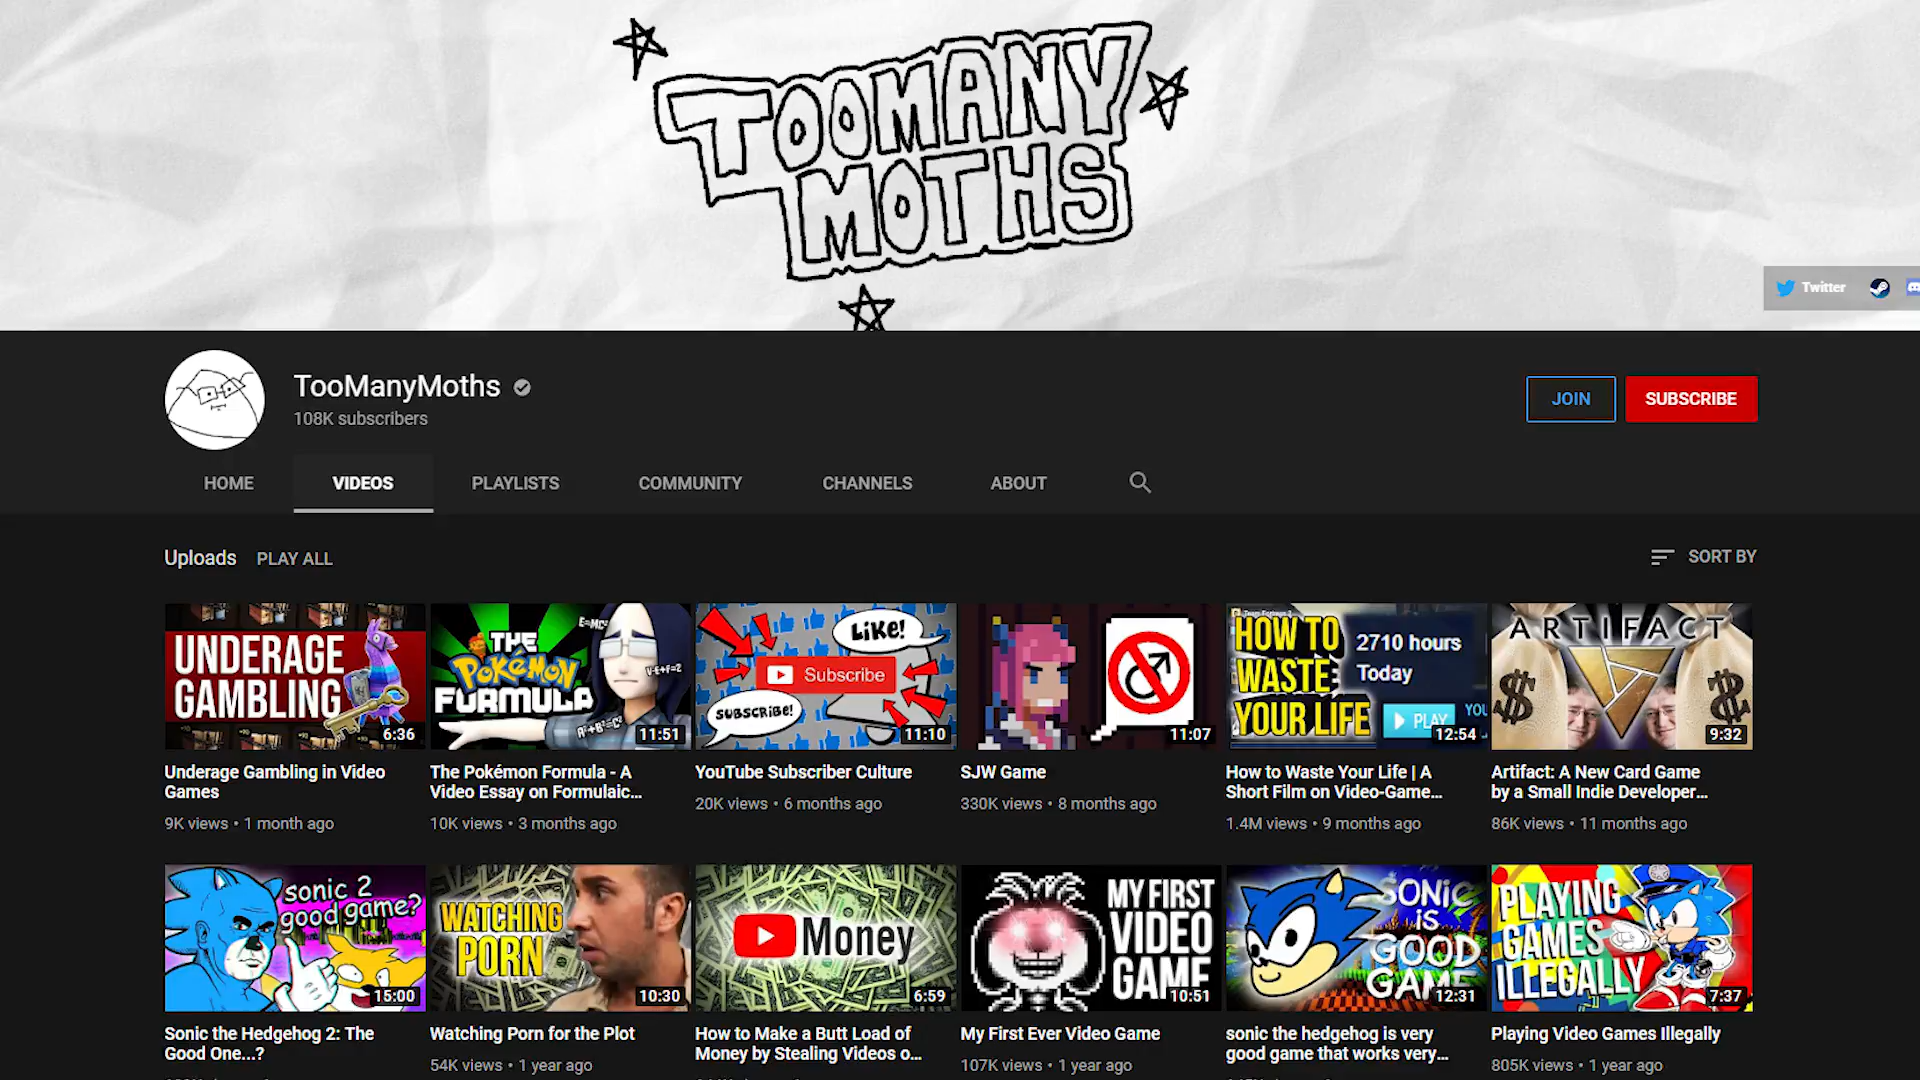 TOOMANY
MOTHS
Twitter
TooManyMoths
108K subscribers
JOIN
SUBSCRIBE
HOME
VIDEOS
PLAYLISTS
COMMUNITY
CHANNELS
ABOUT
Uploads
PLAY ALL
SORT BY
UNDERAGE
GAMBLING
6:36
THE
POKéMON
FORMULA
E=MC²
V-E+F=2
A²+B²=C²
11:51
LiKe!
Subscribe
SUBSCRiBe!
11:10
11:07
Team Fortress 2
HOW TO
WASTE
YOUR LIFE
2710 hours
Today
PLAY
YOU
12:54
ARTIFACT
9:32
Underage Gambling in Video
Games
9K views • 1 month ago
The Pokémon Formula - A
Video Essay on Formulaic...
10K views • 3 months ago
YouTube Subscriber Culture
20K views • 6 months ago
SJW Game
330K views • 8 months ago
How to Waste Your Life | A
Short Film on Video-Game...
1.4M views • 9 months ago
Artifact: A New Card Game
by a Small Indie Developer...
86K views • 11 months ago
sonic 2
good game?
15:00
WATCHING
PORN
10:30
Money
6:59
MY FIRST
VIDEO
GAME
10:51
SONiC
iS
GOOD
GAME
12:31
PLAYING
GAMES
ILLEGALLY
7:37
Sonic the Hedgehog 2: The
Good One...?
Watching Porn for the Plot
54K views • 1 year ago
How to Make a Butt Load of
Money by Stealing Videos o...
My First Ever Video Game
107K views • 1 year ago
sonic the hedgehog is very
good game that works very...
Playing Video Games Illegally
805K views • 1 year ago